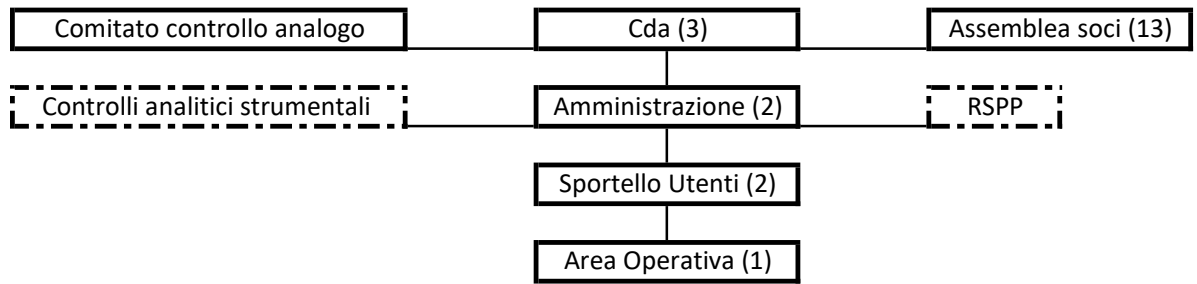 Comitato controllo analogo
Cda (3)
Assemblea soci (13)
Controlli analitici strumentali
Amministrazione (2)
RSPP
Sportello Utenti (2)
Area Operativa (1)